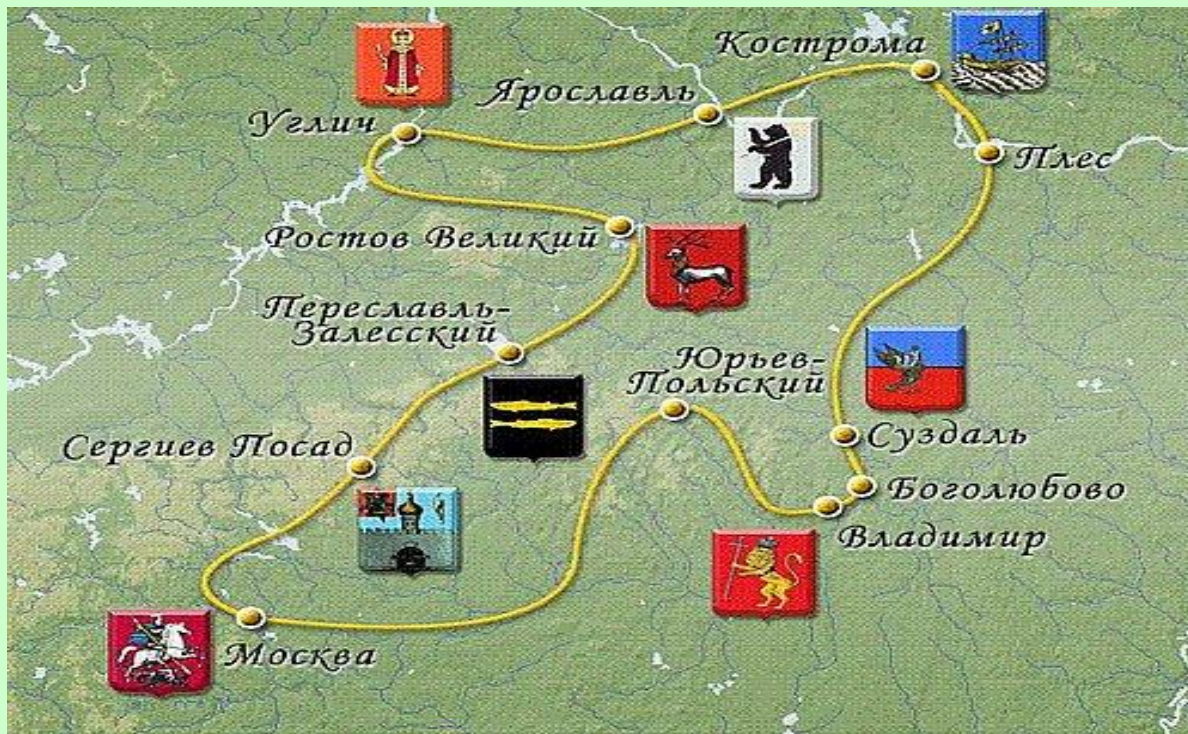 Кострома
Ярославль
Углич
Плес
Ростов Великий
Переславль-
Залесский
Юрьев-
Польский
Сергиев Посад
Суздаль
Боголюбово
Владимир
Москва